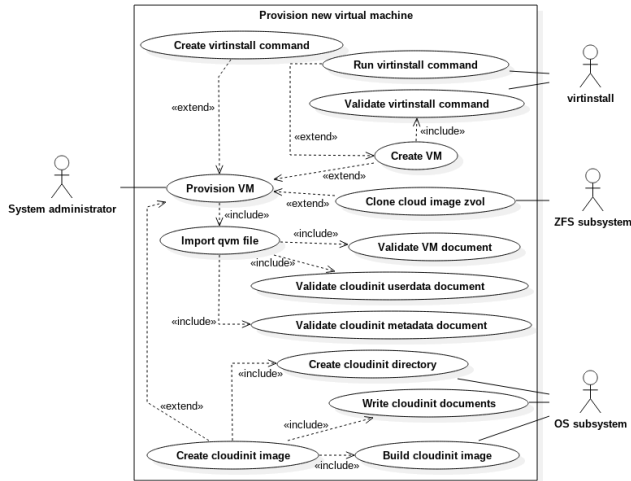 Provision new virtual machine
Create virtinstall command
Run virtinstall command
Validate virtinstall command
virtinstall
«extend»
«extend»
«include»
Create VM
«extend»
Provision VM
System administrator
«extend»
Clone cloud image zvol
ZFS subsystem
«include»
Import qvm file
«include»
Validate VM document
«include»
Validate cloudinit userdata document
«include»
Validate cloudinit metadata document
Create cloudinit directory
«include»
Write cloudinit documents
«extend»
OS subsystem
«include»
Create cloudinit image
Build cloudinit image
«include»